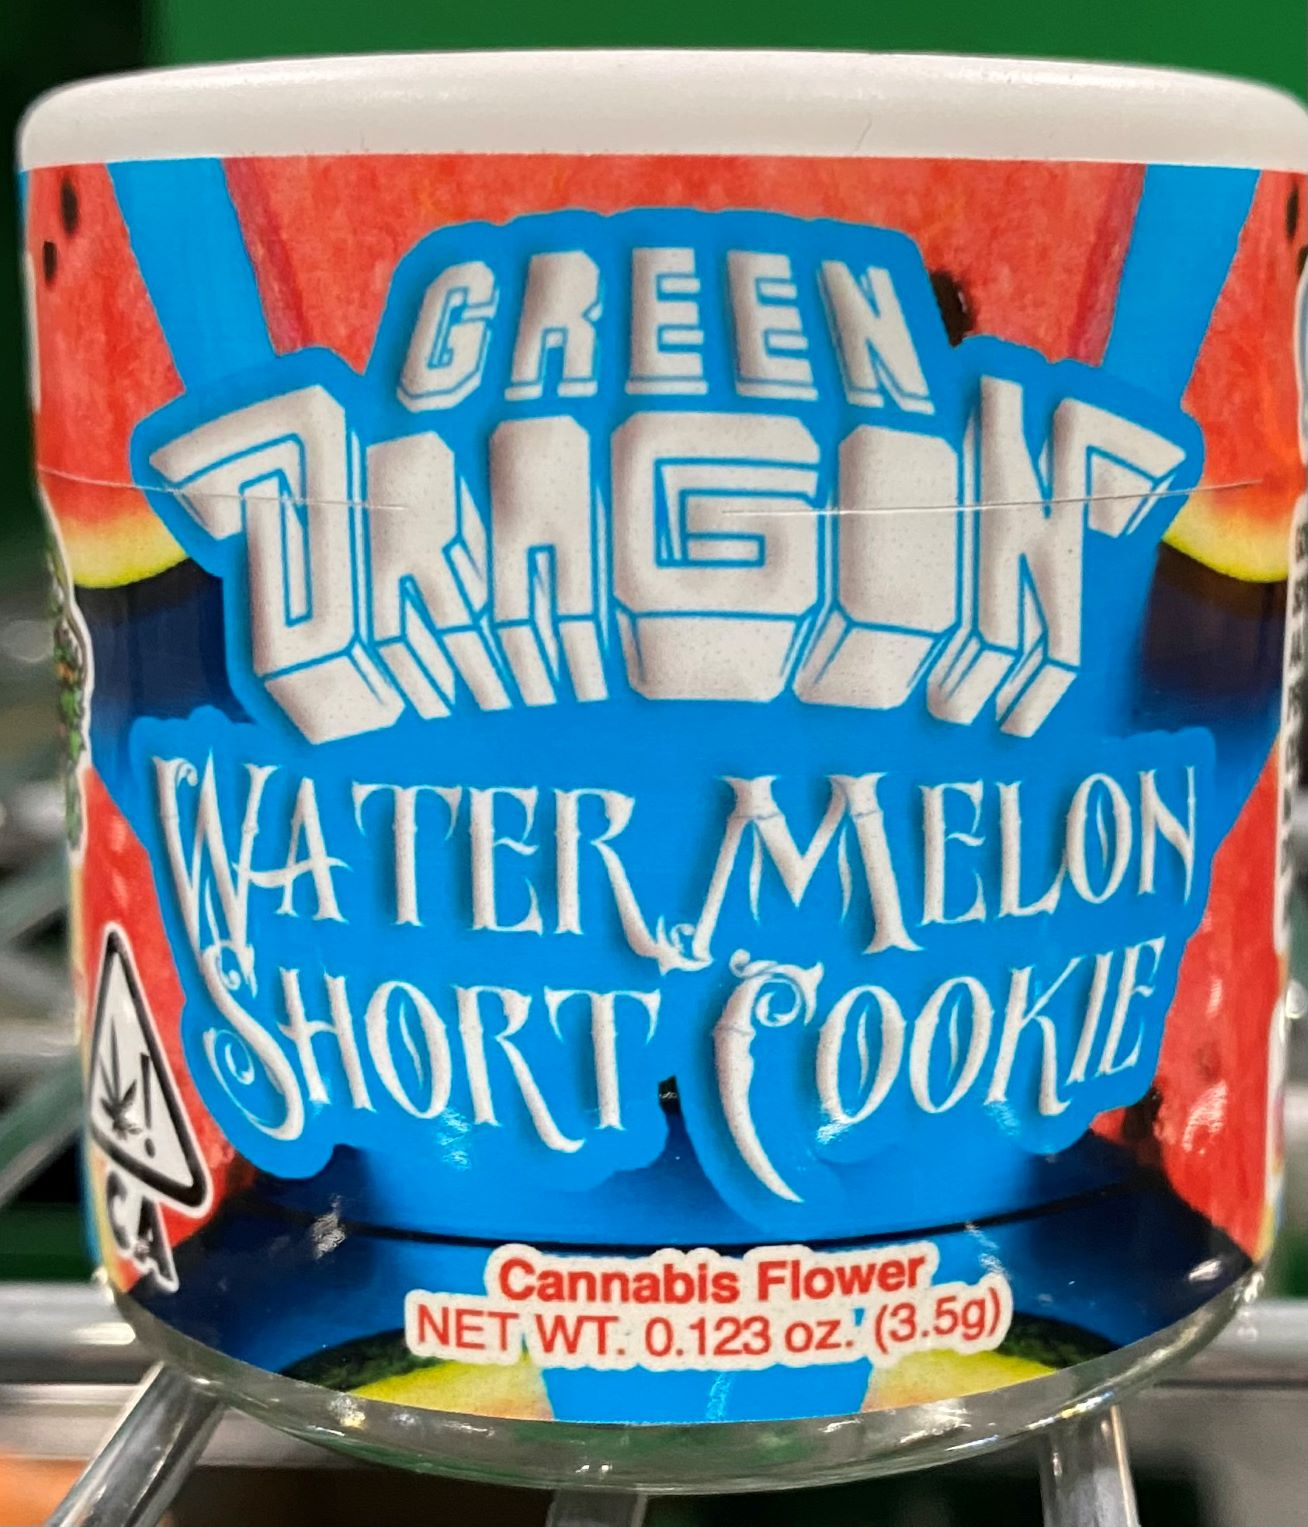 GREEN
DRAGON
WATER MELON
SHORT COOKIE
!
CA
Cannabis Flower
NET WT. 0.123 oz. (3.5g)